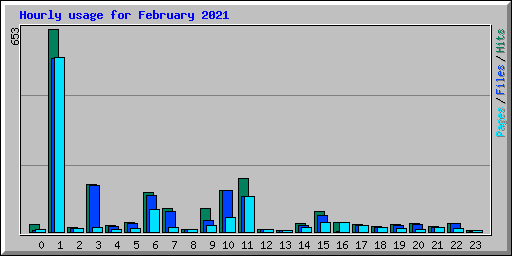 Hourly usage for February 2021
653
Pages/Files/Hits
0 1 2 3 4 5 6 7 8 9 10 11 12 13 14 15 16 17 18 19 20 21 22 23